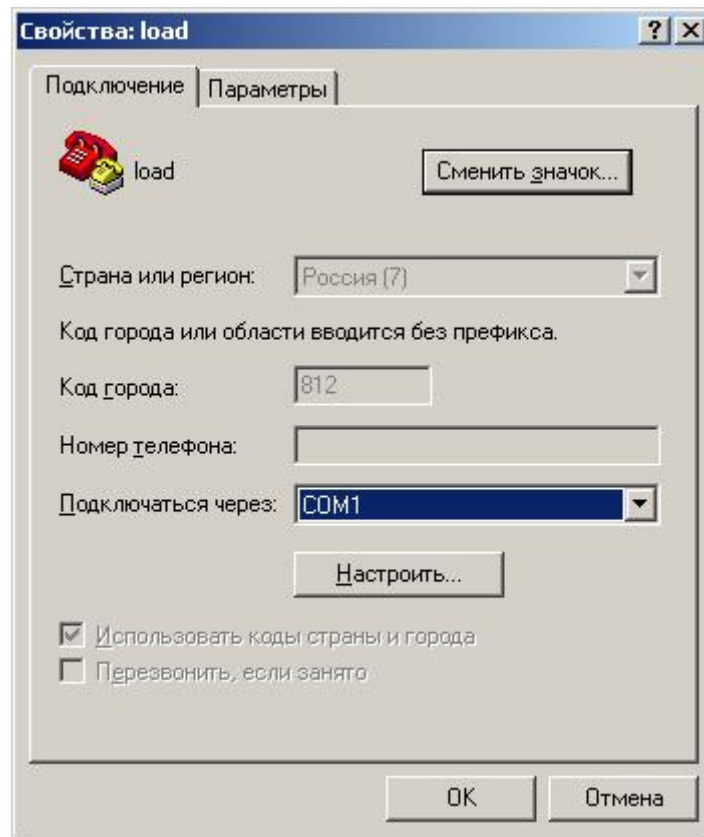 Свойства: load
Подключение Параметры
load Сменить значок...
Страна или регион: Россия (7)
Код города или области вводится без префикса.
Код города: 812
Номер телефона:
Подключаться через: COM1
Настроить...
Использовать коды страны и города
Перезвонить, если занято
OK Отмена